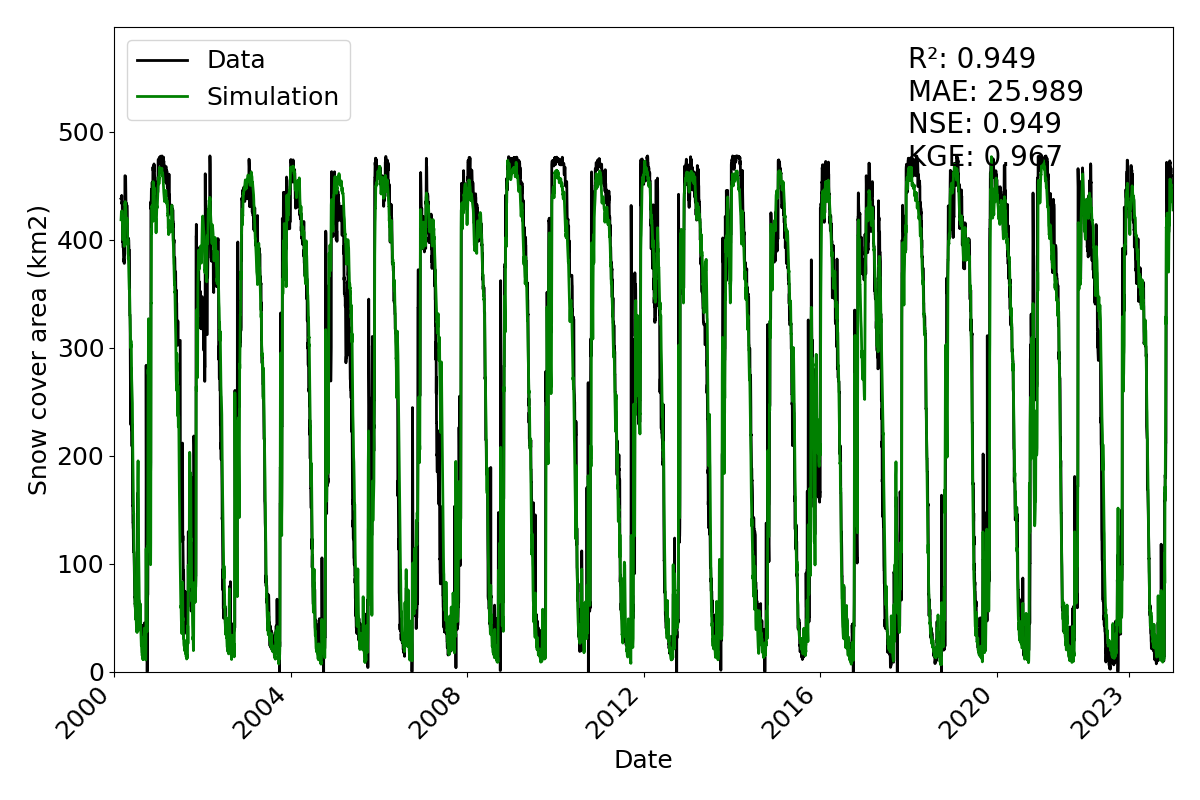 Data
Simulation
R²: 0.949
MAE: 25.989
NSE: 0.949
KGE: 0.967
Snow cover area (km2)
500
400
300
200
100
0
2000
2004
2008
2012
2016
2020
2023
Date